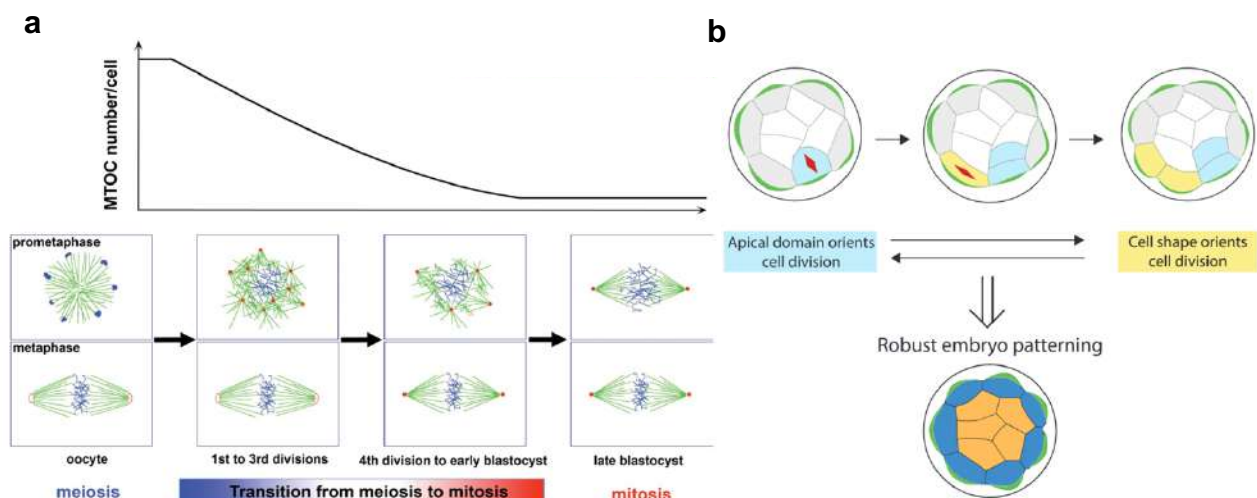 a
MTOC number/cell
prometaphase
metaphase
oocyte
1st to 3rd divisions
4th division to early blastocyst
late blastocyst
meiosis
Transition from meiosis to mitosis
mitosis
b
Apical domain orients
cell division
Cell shape orients
cell division
Robust embryo patterning